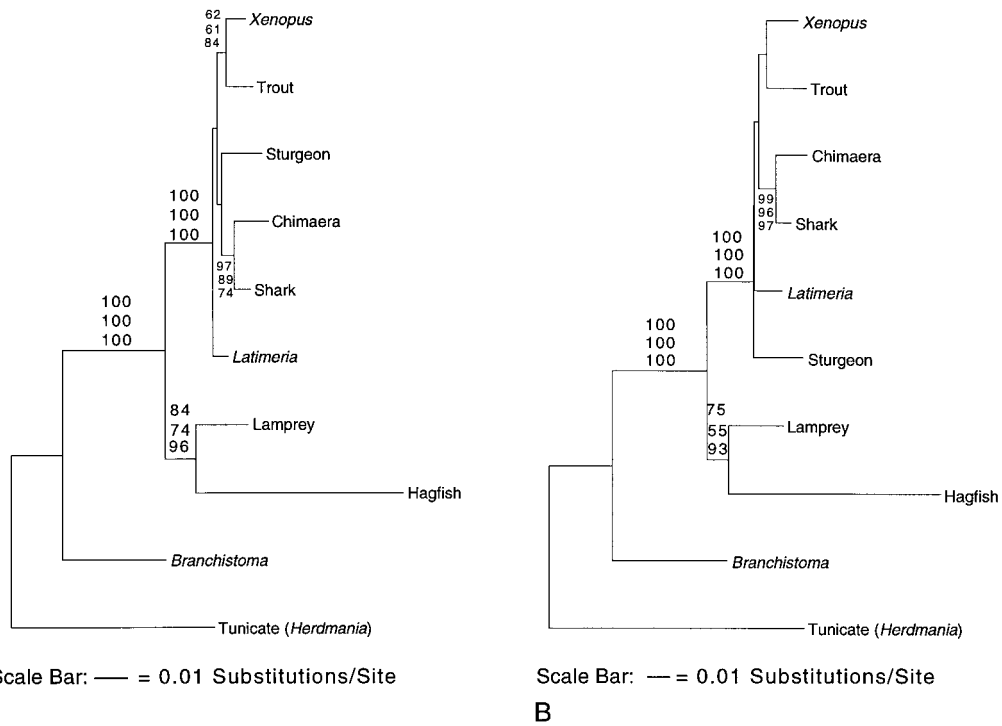 62
61
84
Xenopus
Trout
Sturgeon
100
100
100
Chimaera
97
89
74
Shark
100
100
100
Latimeria
84
74
96
Lamprey
Hagfish
Branchistoma
Tunicate (Herdmania)
Scale Bar: = 0.01 Substitutions/Site
Xenopus
Trout
Chimaera
99
96
97
Shark
100
100
100
Latimeria
100
100
100
Sturgeon
75
55
93
Lamprey
Hagfish
Branchistoma
Tunicate (Herdmania)
Scale Bar: = 0.01 Substitutions/Site
B